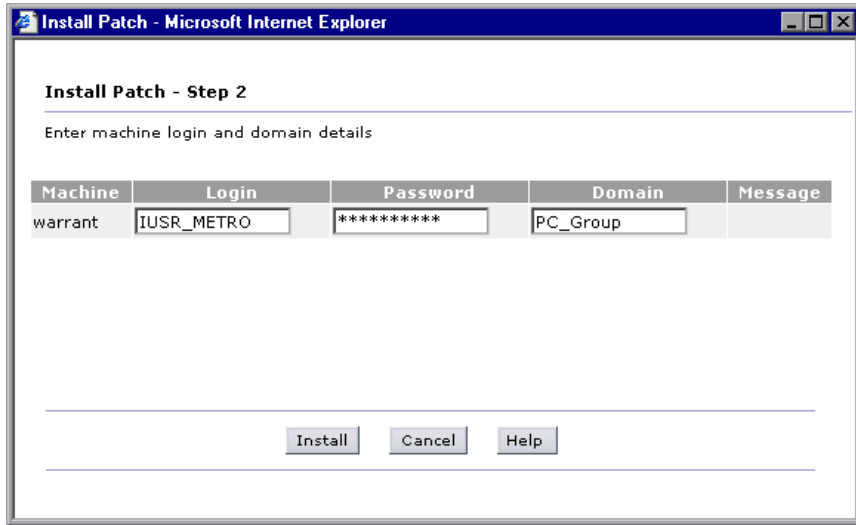 Install Patch - Microsoft Internet Explorer
Install Patch - Step 2
Enter machine login and domain details
Machine Login Password Domain Message
warrant IUSR_METRO ********** PC_Group
Install Cancel Help